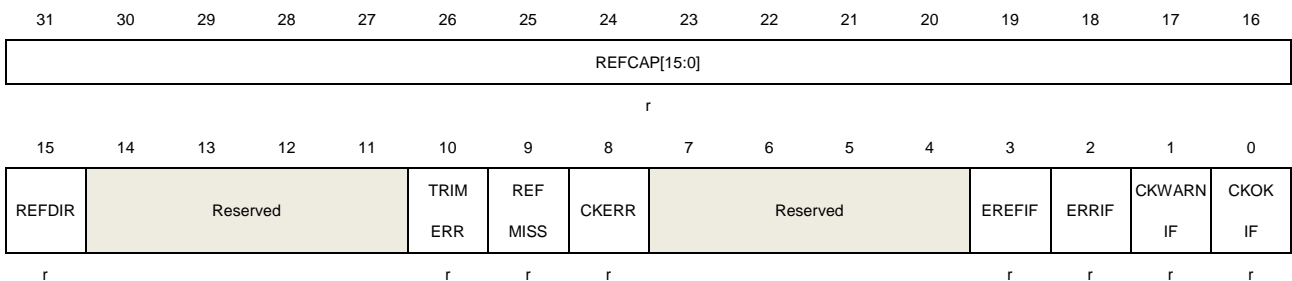 31 30 29 28 27 26 25 24 23 22 21 20 19 18 17 16
REFCAP[15:0]
r
15 14 13 12 11 10 9 8 7 6 5 4 3 2 1 0
REFDIR Reserved TRIM ERR REF MISS CKERR Reserved EREFIF ERRIF CKWARN IF CKOK IF
r r r r r r r r